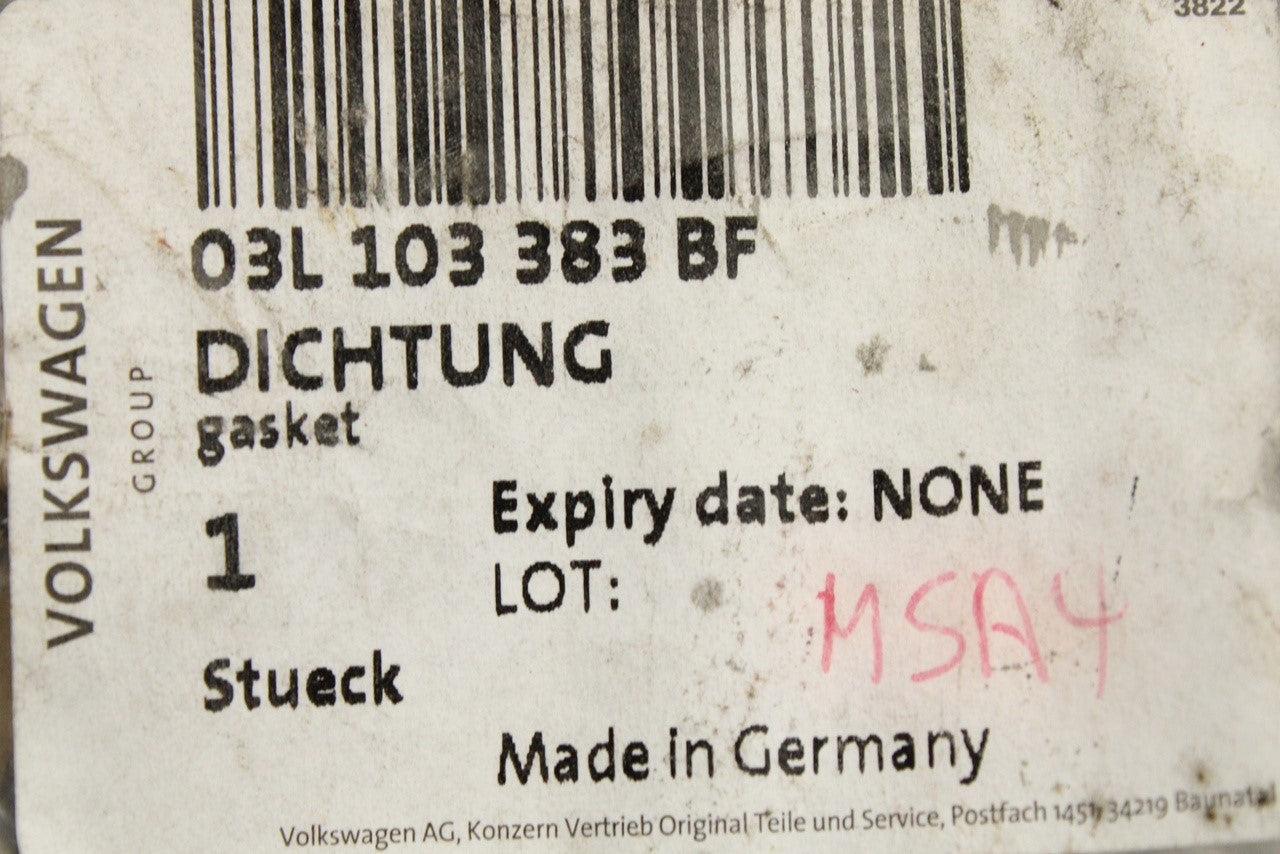 3822
03L 103 383 BF
DICHTUNG
gasket
1
Expiry date: NONE
LOT:
MSA4
Stueck
Made in Germany
Volkswagen AG, Konzern Vertrieb Original Teile und Service, Postfach 1451, 34219 Baunatal
VOLKSWAGEN
GROUP